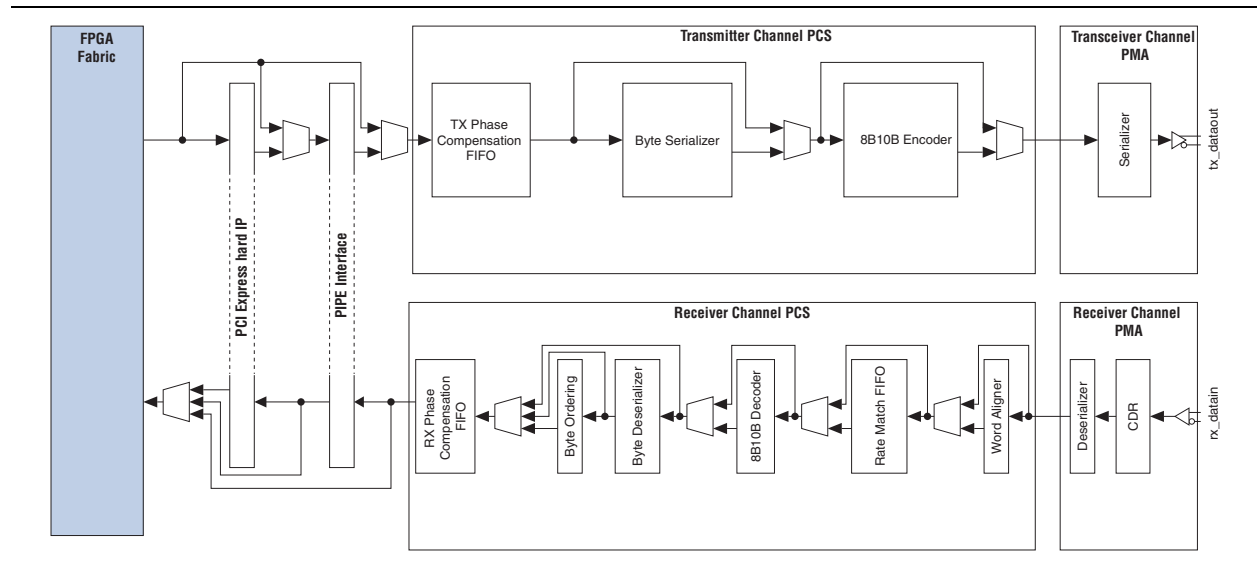 FPGA
Fabric
PCI Express hard IP
PIPE Interface
Transmitter Channel PCS
TX Phase
Compensation
FIFO
Byte Serializer
8B10B Encoder
Transceiver Channel
PMA
Serializer
tx_dataout
Receiver Channel PCS
RX Phase
Compensation
FIFO
Byte Ordering
Byte Deserializer
8B10B Decoder
Rate Match FIFO
Word Aligner
Receiver Channel
PMA
Deserializer
CDR
rx_datain